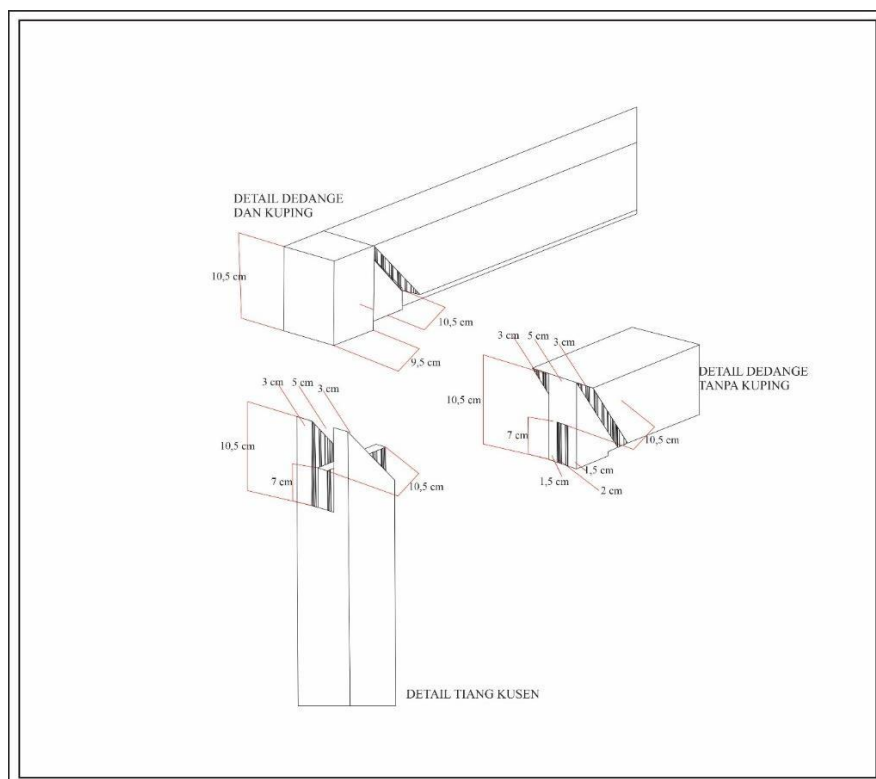 DETAIL DEDANGE
DAN KUPING
10,5 cm
10,5 cm
9,5 cm
3 cm 5 cm 3 cm
DETAIL DEDANGE
TANPA KUPING
10,5 cm
7 cm
10,5 cm
1,5 cm
1,5 cm
2 cm
3 cm 5 cm 3 cm
10,5 cm
7 cm
10,5 cm
DETAIL TIANG KUSEN